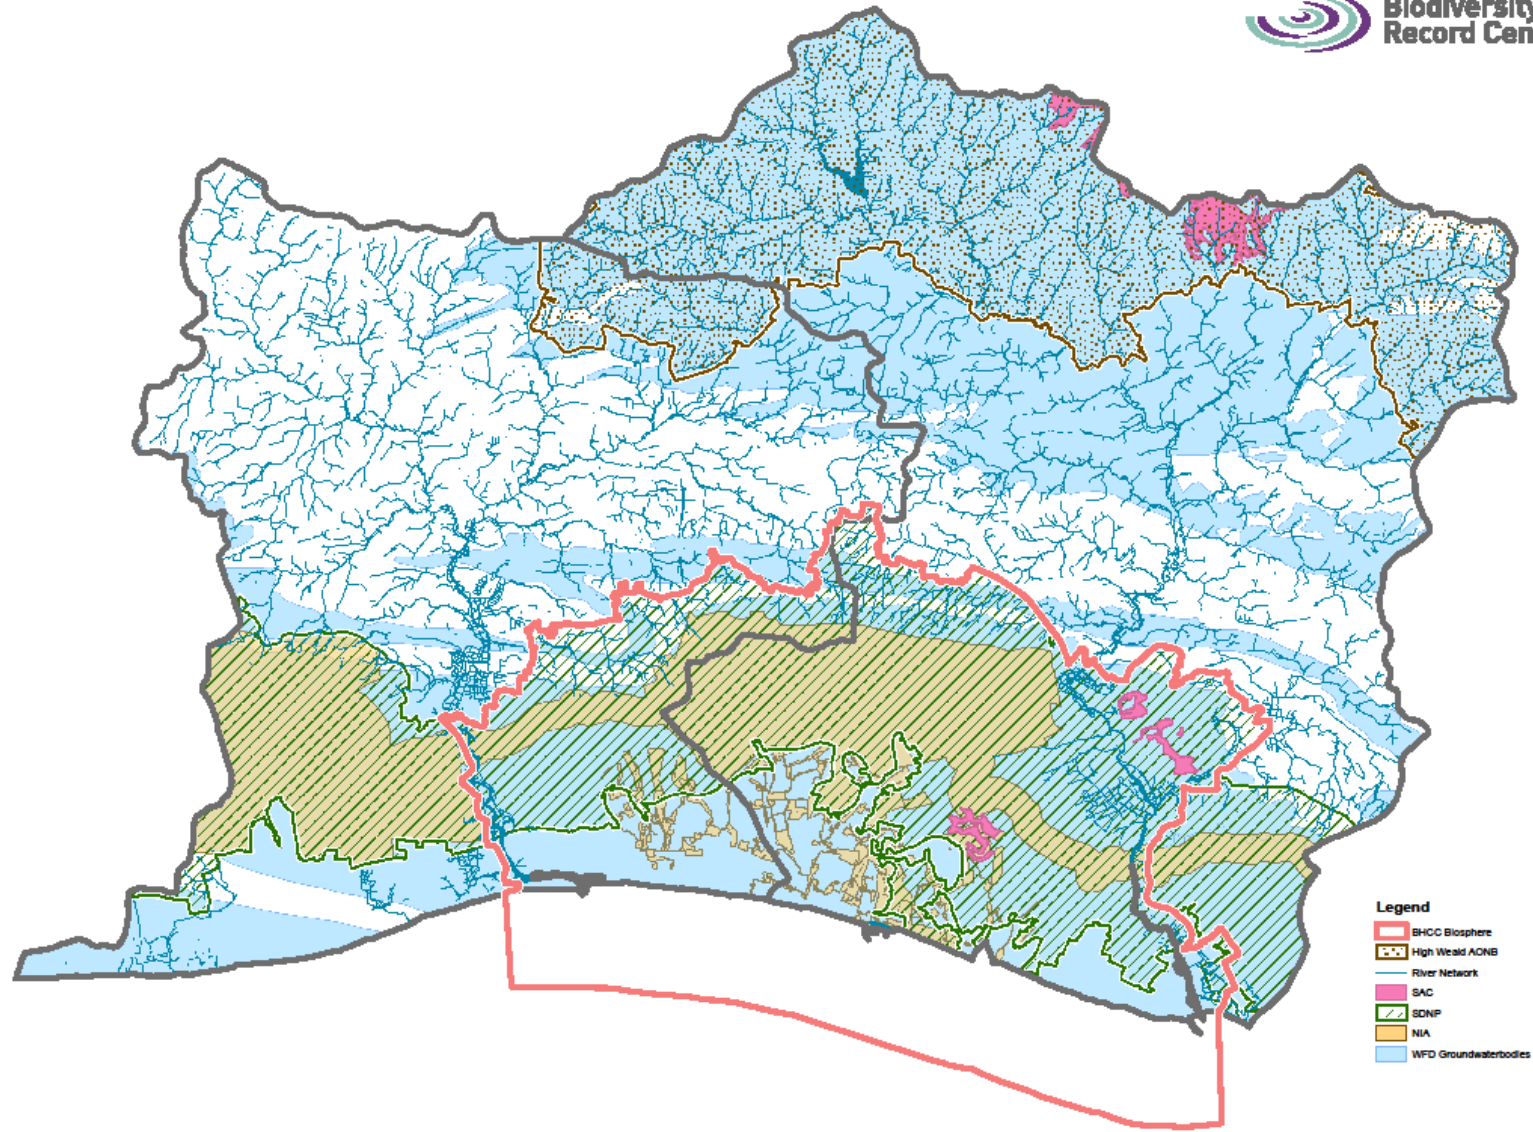 Biodiversity
Record Cen
Legend
BHCC Biosphere
High Weald AONB
River Network
SAC
SDNP
NIA
WFD Groundwaterbodies